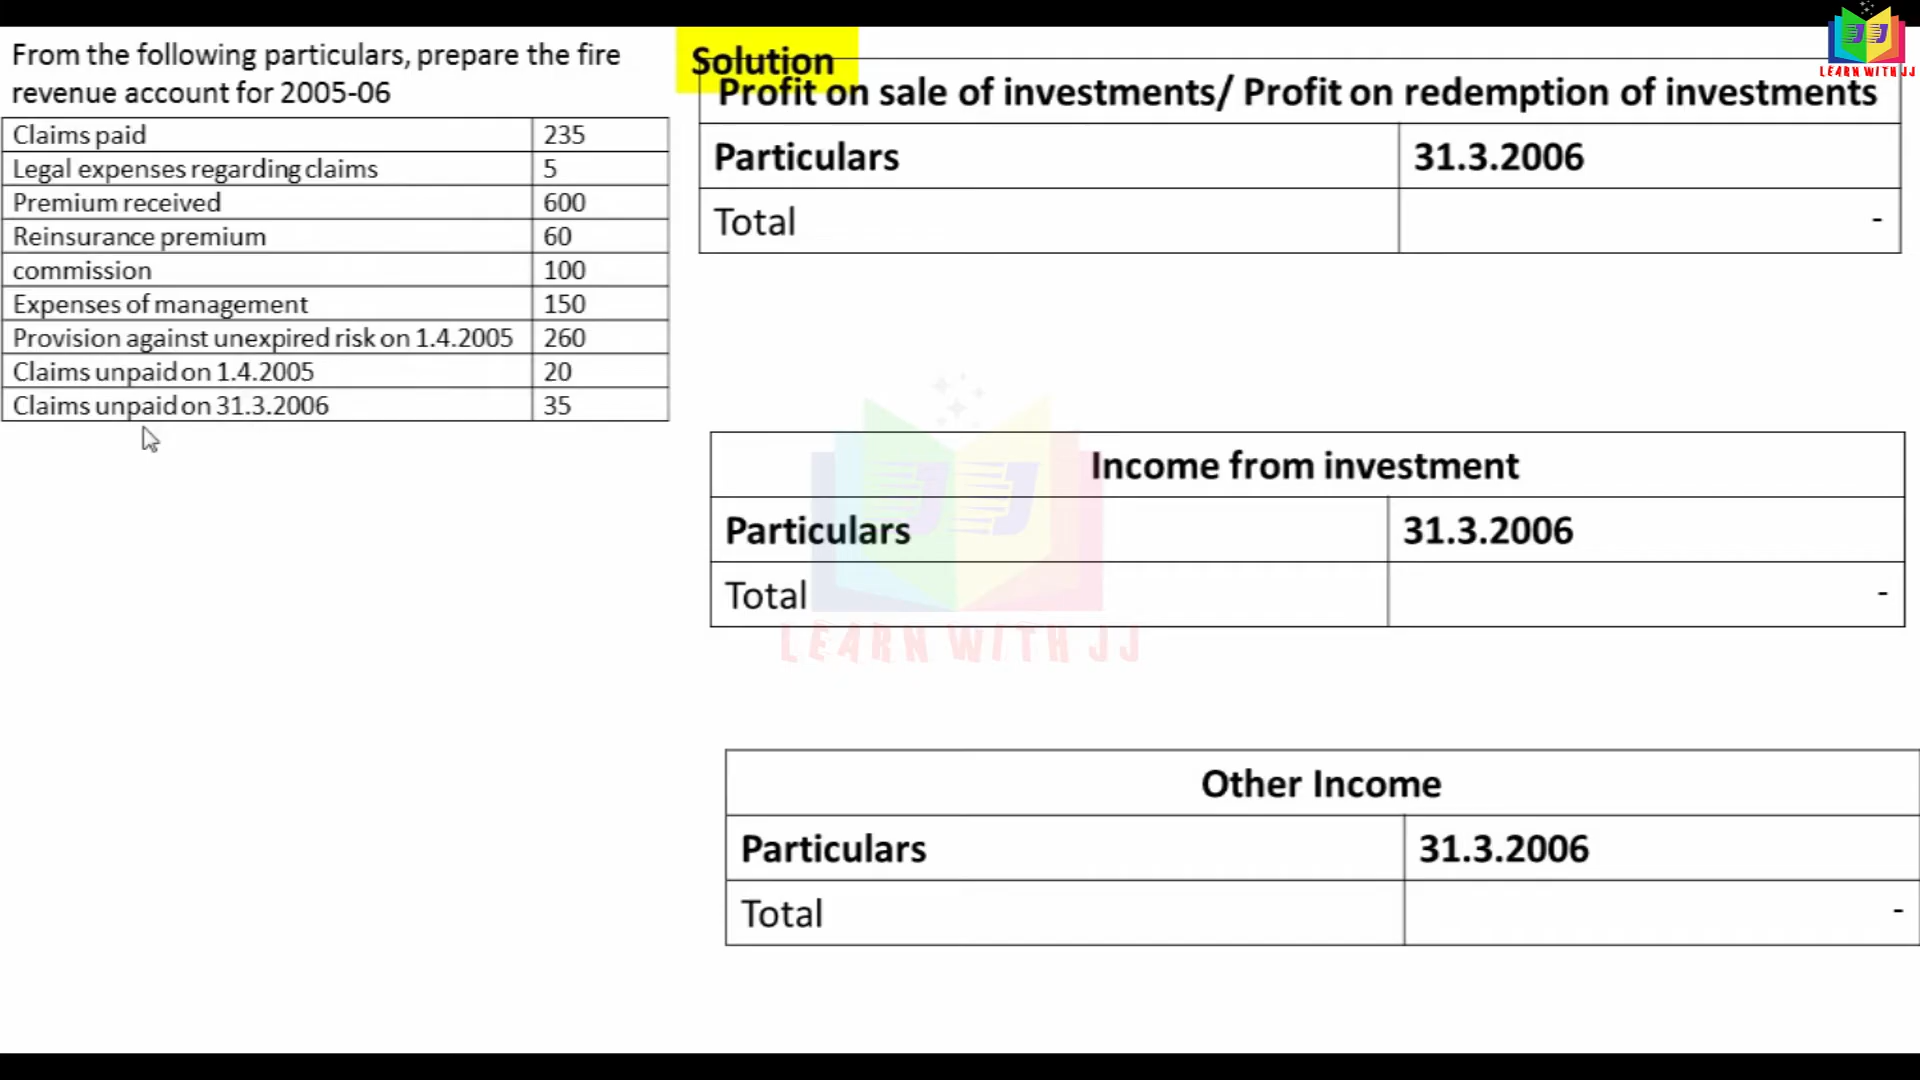 From the following particulars, prepare the fire
revenue account for 2005-06
Claims paid 235
Legal expenses regarding claims 5
Premium received 600
Reinsurance premium 60
commission 100
Expenses of management 150
Provision against unexpired risk on 1.4.2005 260
Claims unpaid on 1.4.2005 20
Claims unpaid on 31.3.2006 35
Solution
Profit on sale of investments/ Profit on redemption of investments
Particulars 31.3.2006
Total -
Income from investment
Particulars 31.3.2006
Total -
Other Income
Particulars 31.3.2006
Total -
JJ
LEARN WITH JJ
JJ
LEARN WITH JJ